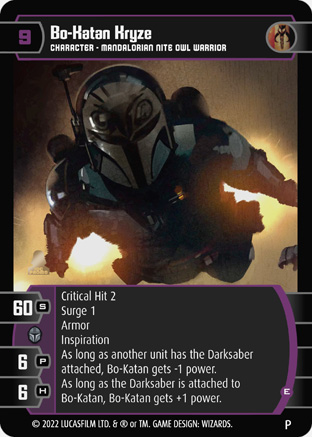 9
Bo-Katan Kryze
CHARACTER - MANDALORIAN NITE OWL WARRIOR
60 S
6 P
6 H
Critical Hit 2
Surge 1
Armor
Inspiration
As long as another unit has the Darksaber
attached, Bo-Katan gets -1 power.
As long as the Darksaber is attached to
Bo-Katan, Bo-Katan gets +1 power.
E
© 2022 LUCASFILM LTD. & ® or TM. GAME DESIGN: WIZARDS.
P